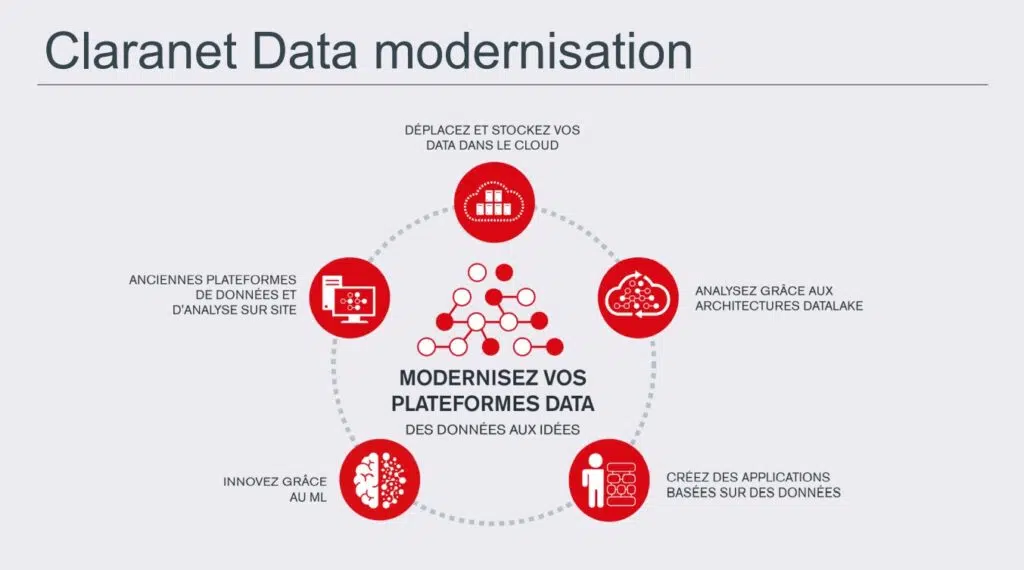 Claranet Data modernisation
DÉPLACEZ ET STOCKEZ VOS
DATA DANS LE CLOUD
ANCIENNES PLATEFORMES
DE DONNÉES ET
D'ANALYSE SUR SITE
ANALYSEZ GRÂCE AUX
ARCHITECTURES DATALAKE
MODERNISEZ VOS
PLATEFORMES DATA
DES DONNÉES AUX IDÉES
INNOVEZ GRÂCE
AU ML
CRÉEZ DES APPLICATIONS
BASÉES SUR DES DONNÉES